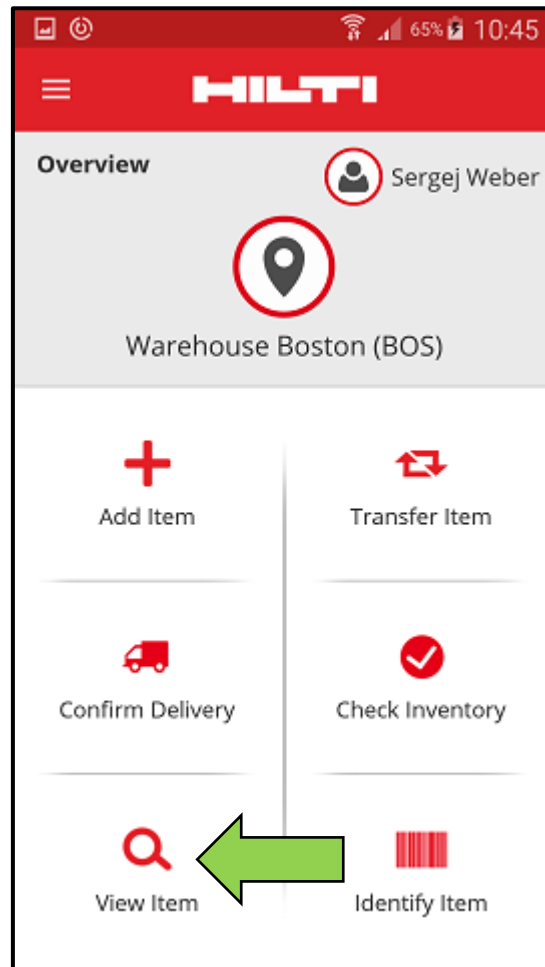 65% 10:45
HILTI
Overview
Sergej Weber
Warehouse Boston (BOS)
Add Item
Transfer Item
Confirm Delivery
Check Inventory
View Item
Identify Item